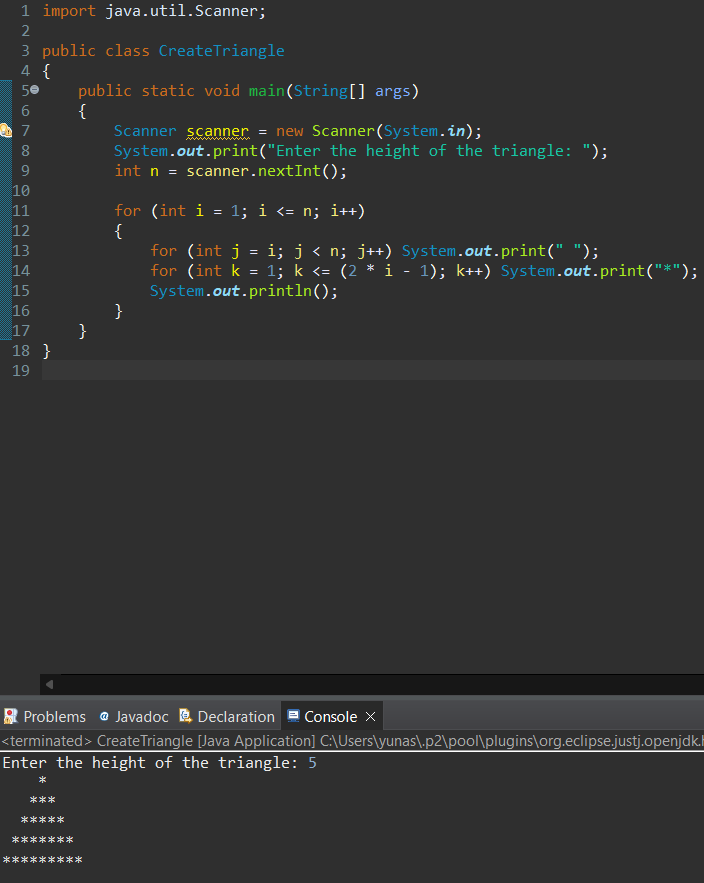 1 import java.util.Scanner;
2
3 public class CreateTriangle
4 {
5     public static void main(String[] args)
6     {
7         Scanner scanner = new Scanner(System.in);
8         System.out.print("Enter the height of the triangle: ");
9         int n = scanner.nextInt();
10
11         for (int i = 1; i <= n; i++)
12         {
13             for (int j = i; j < n; j++) System.out.print(" ");
14             for (int k = 1; k <= (2 * i - 1); k++) System.out.print("*");
15             System.out.println();
16         }
17     }
18 }
19
Problems @ Javadoc Declaration Console
<terminated> CreateTriangle [Java Application] C:\Users\yunas\.p2\pool\plugins\org.eclipse.justj.openjdk.
Enter the height of the triangle: 5
    *
   ***
  *****
 *******
*********